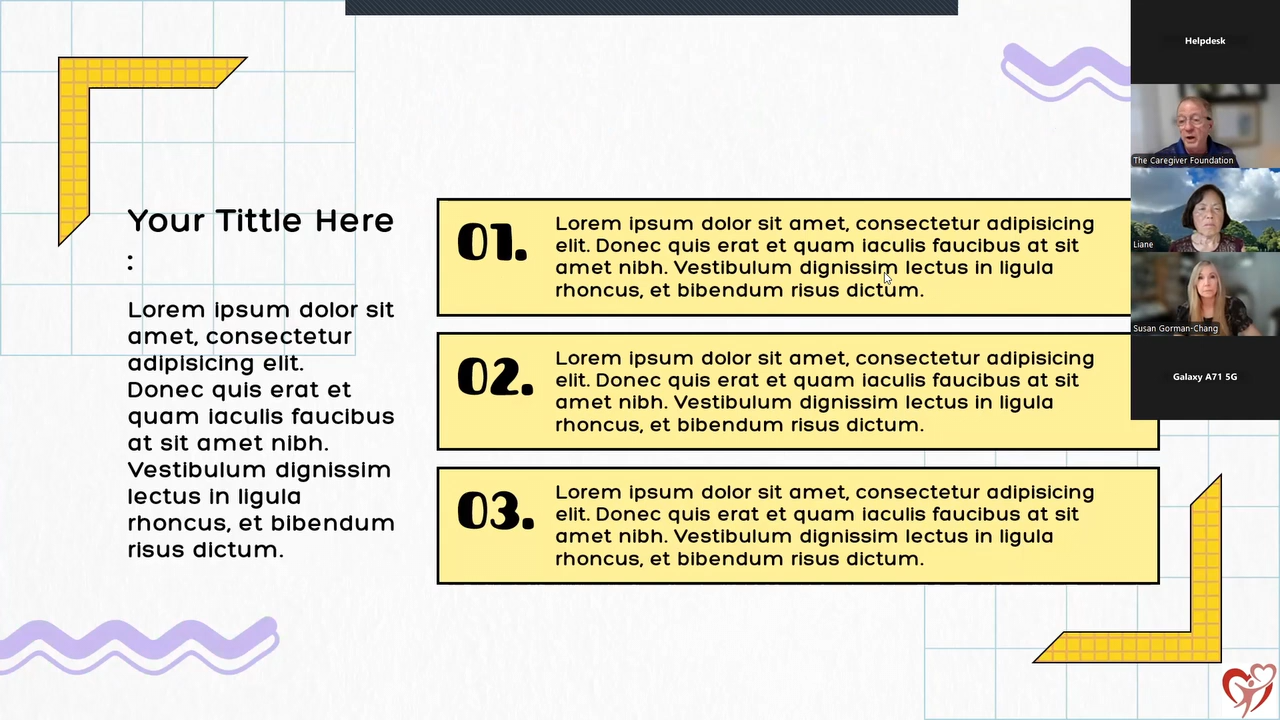 Your Tittle Here
:
Lorem ipsum dolor sit
amet, consectetur
adipisicing elit.
Donec quis erat et
quam iaculis faucibus
at sit amet nibh.
Vestibulum dignissim
lectus in ligula
rhoncus, et bibendum
risus dictum.
01.
Lorem ipsum dolor sit amet, consectetur adipisicing
elit. Donec quis erat et quam iaculis faucibus at sit
amet nibh. Vestibulum dignissim lectus in ligula
rhoncus, et bibendum risus dictum.
02.
Lorem ipsum dolor sit amet, consectetur adipisicing
elit. Donec quis erat et quam iaculis faucibus at sit
amet nibh. Vestibulum dignissim lectus in ligula
rhoncus, et bibendum risus dictum.
03.
Lorem ipsum dolor sit amet, consectetur adipisicing
elit. Donec quis erat et quam iaculis faucibus at sit
amet nibh. Vestibulum dignissim lectus in ligula
rhoncus, et bibendum risus dictum.
Helpdesk
The Caregiver Foundation
Liane
Susan Gorman-Chang
Galaxy A71 5G